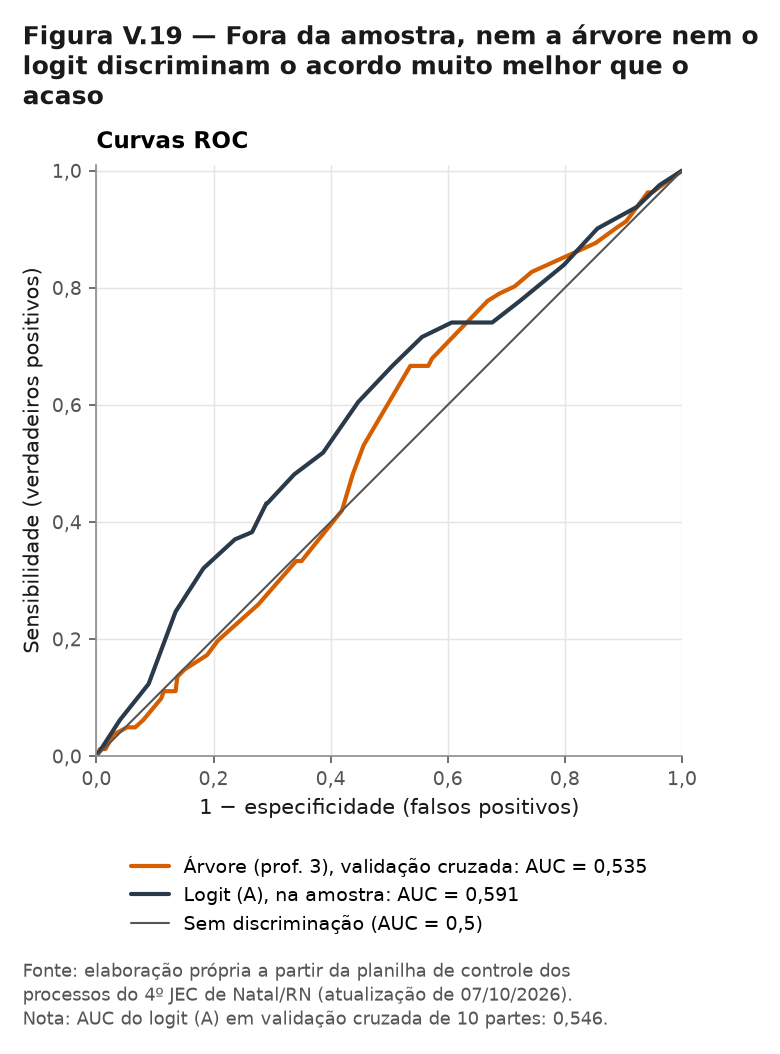 Figura V.19 — Fora da amostra, nem a árvore nem o
logit discriminam o acordo muito melhor que o
acaso
Curvas ROC
Sensibilidade (verdadeiros positivos)
1,0
0,8
0,6
0,4
0,2
0,0
0,0 0,2 0,4 0,6 0,8 1,0
1 − especificidade (falsos positivos)
Árvore (prof. 3), validação cruzada: AUC = 0,535
Logit (A), na amostra: AUC = 0,591
Sem discriminação (AUC = 0,5)
Fonte: elaboração própria a partir da planilha de controle dos
processos do 4º JEC de Natal/RN (atualização de 07/10/2026).
Nota: AUC do logit (A) em validação cruzada de 10 partes: 0,546.